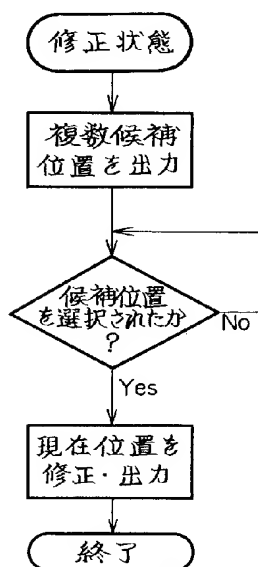 修正状態
複数候補
位置を出力
候補位置
を選択されたか
?
No
Yes
現在位置を
修正・出力
終了